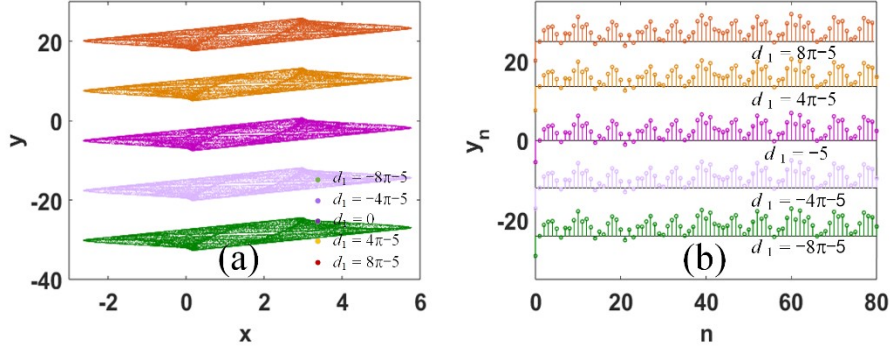 20
0
-20
-40
y
-2
0
2
4
6
x
d₁ = −8π−5
d₁ = −4π−5
d₁ = 0
d₁ = 4π−5
d₁ = 8π−5
(a)
20
0
-20
yₙ
0
20
40
60
80
n
d₁ = 8π−5
d₁ = 4π−5
d₁ = −5
d₁ = −4π−5
d₁ = −8π−5
(b)